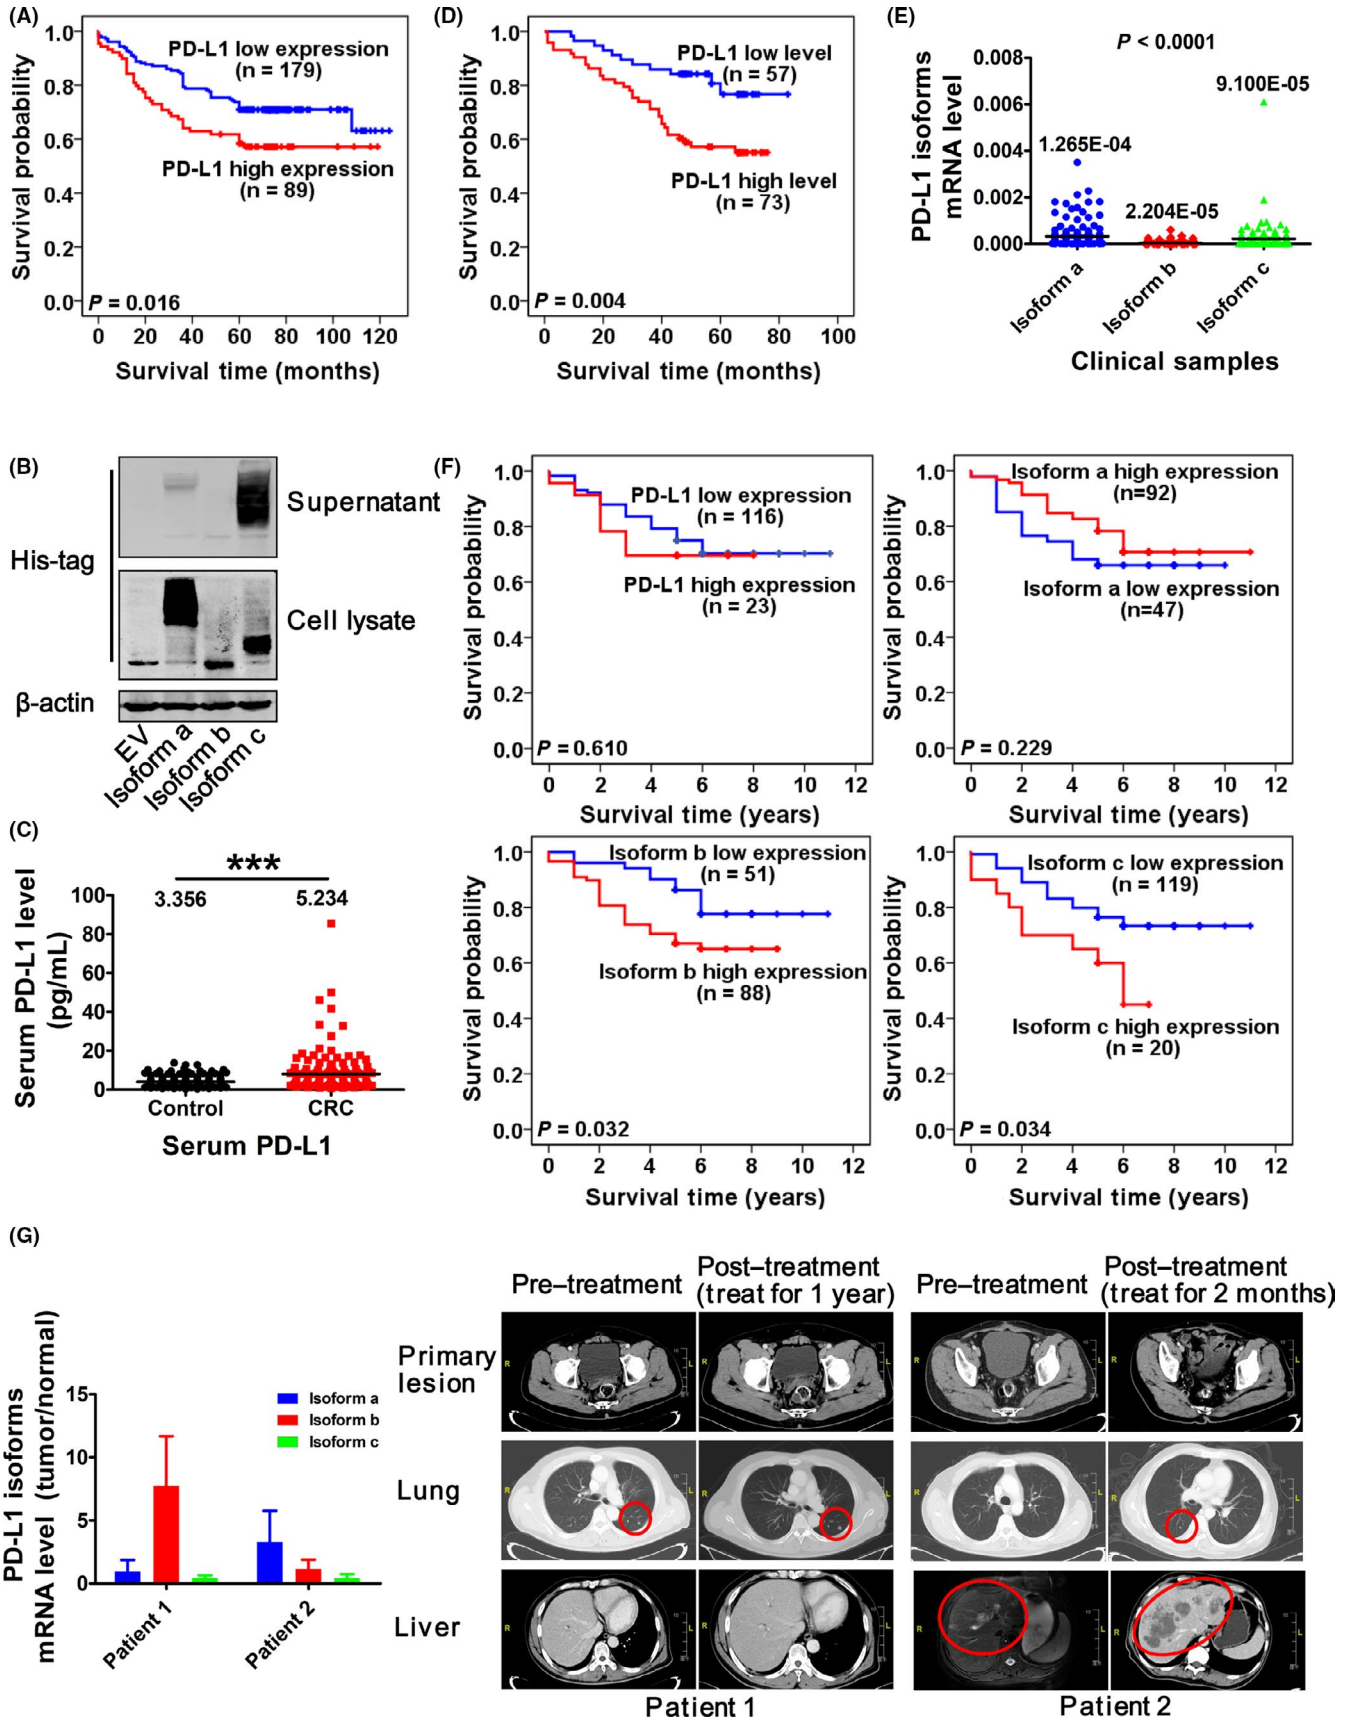 (A)
1.0
0.8
0.6
0.4
0.2
0.0
Survival probability
PD-L1 low expression
(n = 179)
PD-L1 high expression
(n = 89)
P = 0.016
0 20 40 60 80 100 120
Survival time (months)
(D)
1.0
0.8
0.6
0.4
0.2
0.0
Survival probability
PD-L1 low level
(n = 57)
PD-L1 high level
(n = 73)
P = 0.004
0 20 40 60 80 100
Survival time (months)
(E)
P < 0.0001
PD-L1 isoforms
mRNA level
0.008
0.006
0.004
0.002
0.000
1.265E-04
2.204E-05
9.100E-05
Isoform a
Isoform b
Isoform c
Clinical samples
(B)
His-tag
Supernatant
Cell lysate
β-actin
EV
Isoform a
Isoform b
Isoform c
(C)
***
3.356
5.234
Serum PD-L1 level
(pg/mL)
100
80
60
40
20
0
Control
CRC
Serum PD-L1
(F)
1.0
0.8
0.6
0.4
0.2
0.0
Survival probability
PD-L1 low expression
(n = 116)
PD-L1 high expression
(n = 23)
P = 0.610
0 2 4 6 8 10 12
Survival time (years)
1.0
0.8
0.6
0.4
0.2
0.0
Survival probability
Isoform a high expression
(n=92)
Isoform a low expression
(n=47)
P = 0.229
0 2 4 6 8 10 12
Survival time (years)
1.0
0.8
0.6
0.4
0.2
0.0
Survival probability
Isoform b low expression
(n = 51)
Isoform b high expression
(n = 88)
P = 0.032
0 2 4 6 8 10 12
Survival time (years)
1.0
0.8
0.6
0.4
0.2
0.0
Survival probability
Isoform c low expression
(n = 119)
Isoform c high expression
(n = 20)
P = 0.034
0 2 4 6 8 10 12
Survival time (years)
(G)
PD-L1 isoforms
mRNA level (tumor/normal)
15
10
5
0
Isoform a
Isoform b
Isoform c
Patient 1
Patient 2
Pre–treatment
Post–treatment
(treat for 1 year)
Pre–treatment
Post–treatment
(treat for 2 months)
Primary
lesion
R L R L
R L R L
Lung
R L R L
R L R L
Liver
R L R L
R L R L
Patient 1
Patient 2